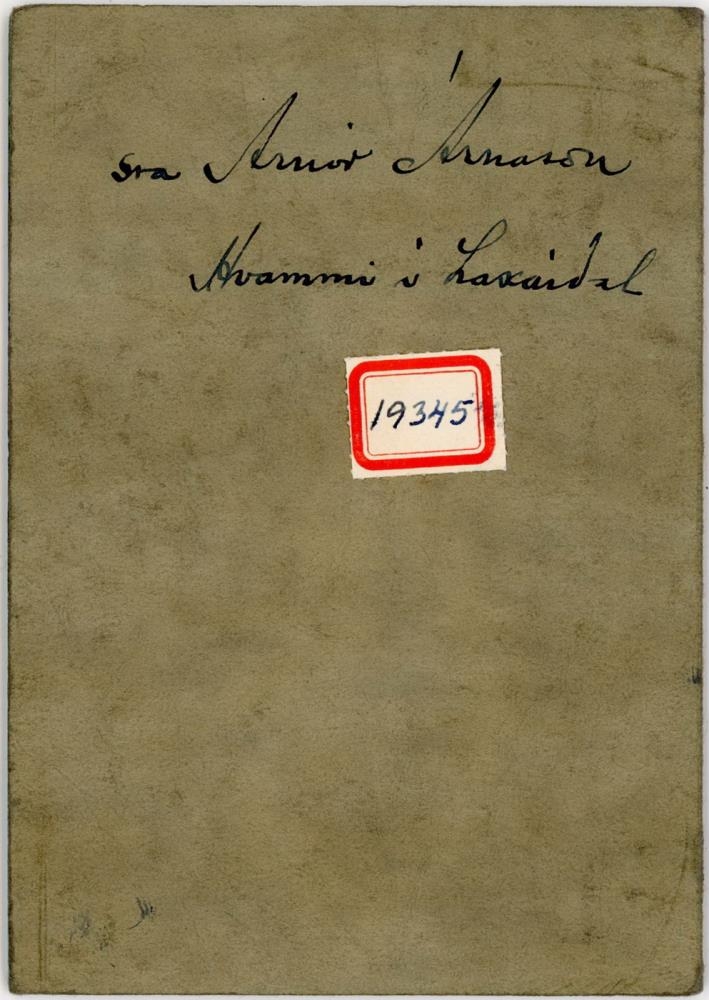 sra Arnór Árnason
Hvammi í Laxárdal
19345